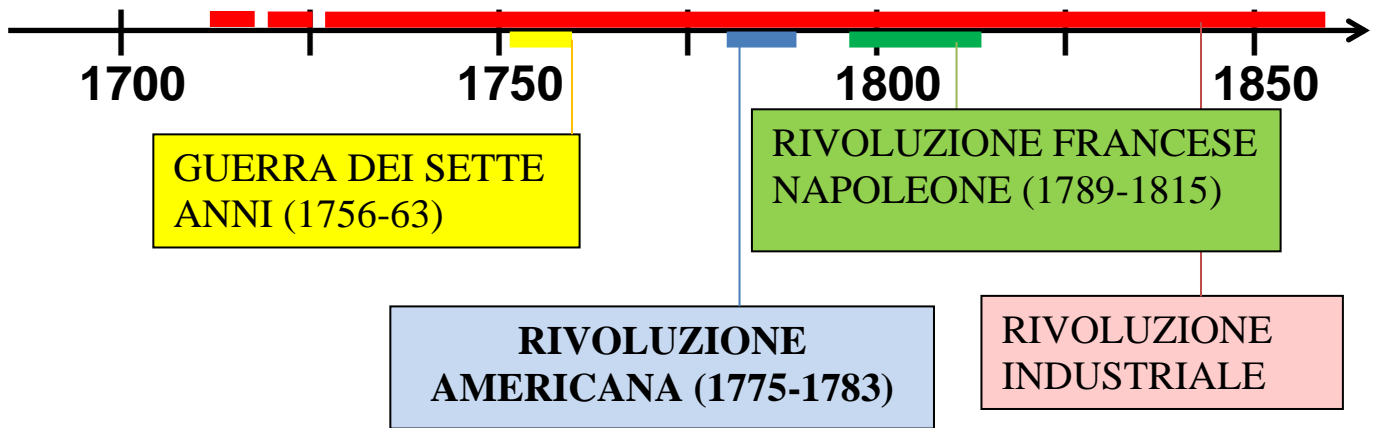 1700 1750 1800 1850
GUERRA DEI SETTE
ANNI (1756-63)
RIVOLUZIONE FRANCESE
NAPOLEONE (1789-1815)
RIVOLUZIONE
AMERICANA (1775-1783)
RIVOLUZIONE
INDUSTRIALE